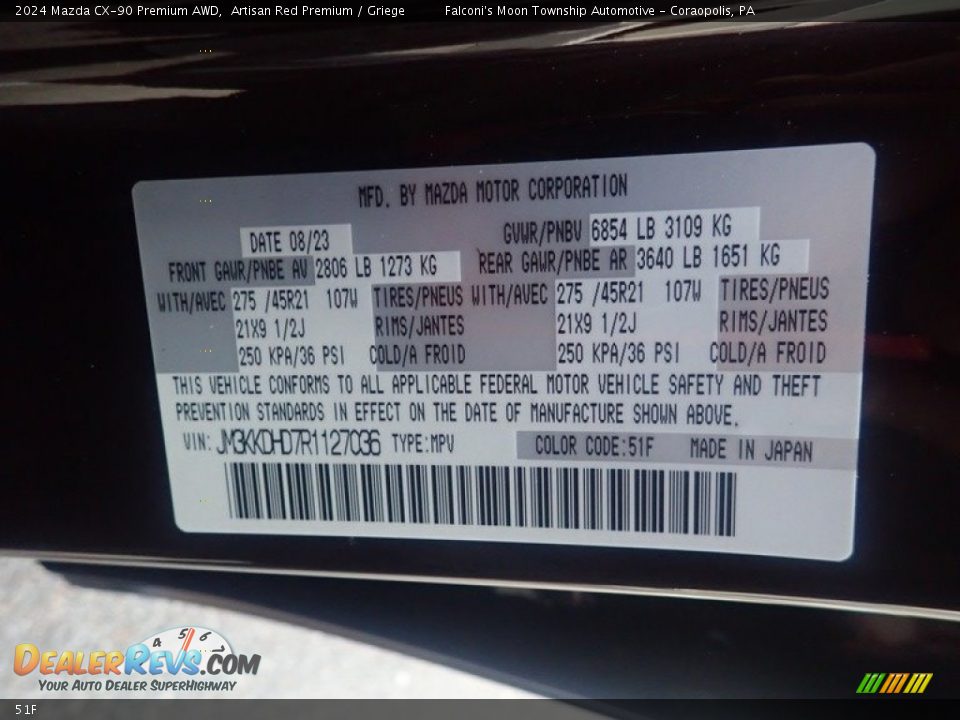 2024 Mazda CX-90 Premium AWD, Artisan Red Premium / Griege Falconi's Moon Township Automotive - Coraopolis, PA
MFD. BY MAZDA MOTOR CORPORATION
DATE 08/23 GVWR/PNBV 6854 LB 3109 KG
FRONT GAWR/PNBE AV 2806 LB 1273 KG REAR GAWR/PNBE AR 3640 LB 1651 KG
WITH/AVEC 275 /45R21 107W TIRES/PNEUS WITH/AVEC 275 /45R21 107W TIRES/PNEUS
21X9 1/2J RIMS/JANTES 21X9 1/2J RIMS/JANTES
250 KPA/36 PSI COLD/A FROID 250 KPA/36 PSI COLD/A FROID
THIS VEHICLE CONFORMS TO ALL APPLICABLE FEDERAL MOTOR VEHICLE SAFETY AND THEFT
PREVENTION STANDARDS IN EFFECT ON THE DATE OF MANUFACTURE SHOWN ABOVE.
VIN: JM3KKDHD7R1127036 TYPE:MPV COLOR CODE:51F MADE IN JAPAN
4 5 6
DEALERREVS.COM
YOUR AUTO DEALER SUPERHIGHWAY
51F